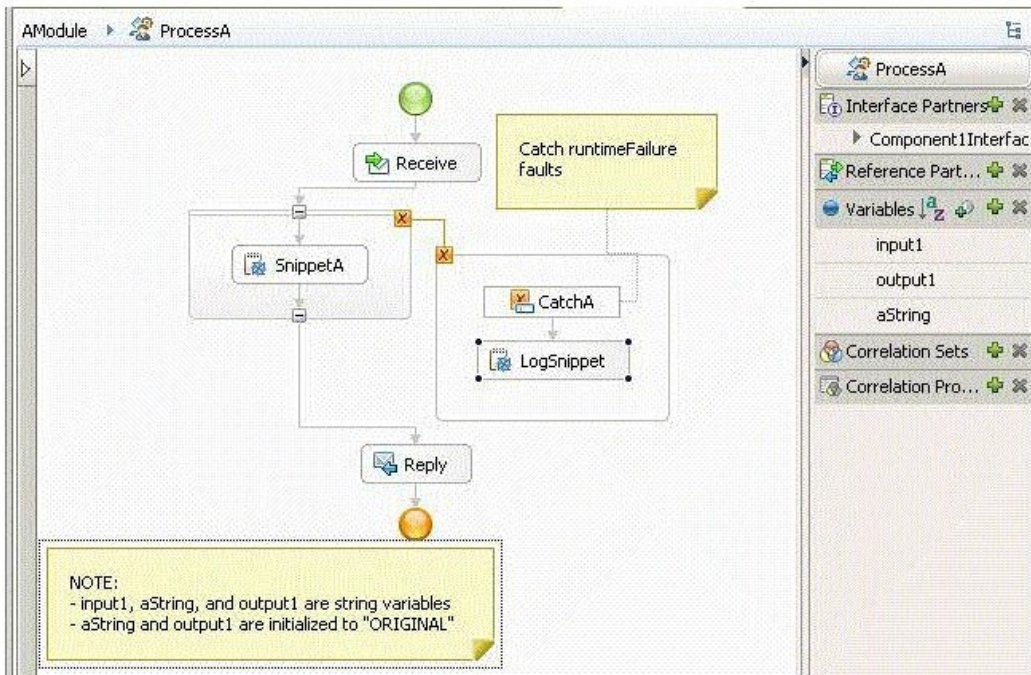 AModule ProcessA
Receive
Catch runtimeFailure
faults
SnippetA
CatchA
LogSnippet
Reply
NOTE:
- input1, aString, and output1 are string variables
- aString and output1 are initialized to "ORIGINAL"
ProcessA
Interface Partners
Component1Interfac
Reference Part...
Variables
input1
output1
aString
Correlation Sets
Correlation Pro...